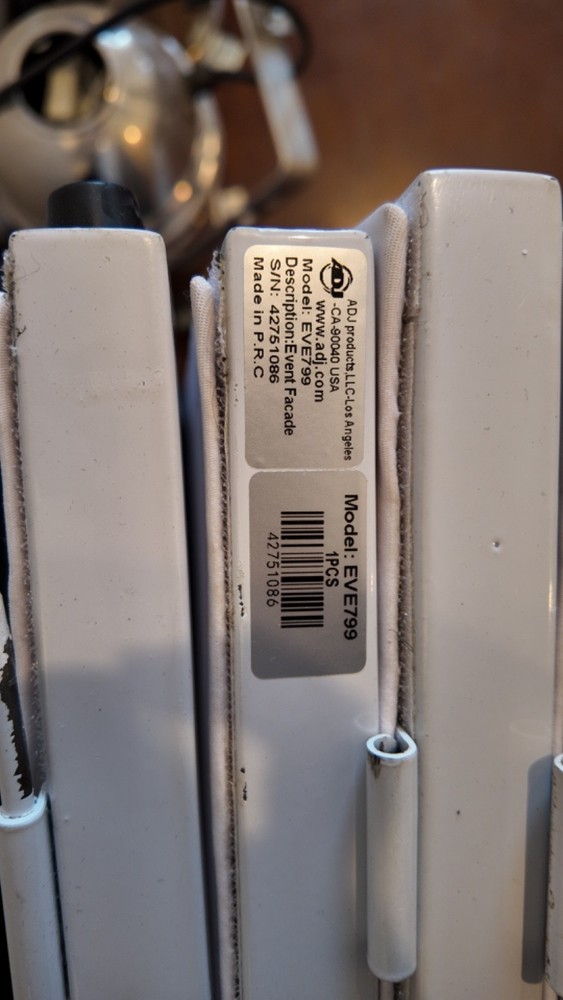 ADJ
ADJ products,LLC-Los Angeles
-CA-90040 USA
www.adj.com
Model: EVE799
Description:Event Facade
S/N: 42751086
Made in P.R.C
Model: EVE799
1PCS
42751086